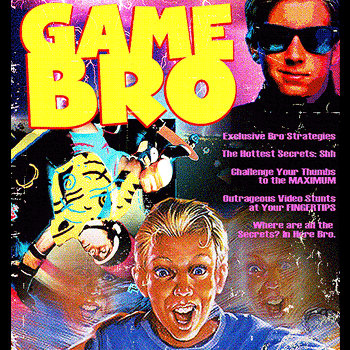 GAME
BRO
Exclusive Bro Strategies
The Hottest Secrets: Shh
Challenge Your Thumbs
to the MAXIMUM
Outrageous Video Stunts
at Your FINGERTIPS
Where are all the
Secrets? In Here Bro.